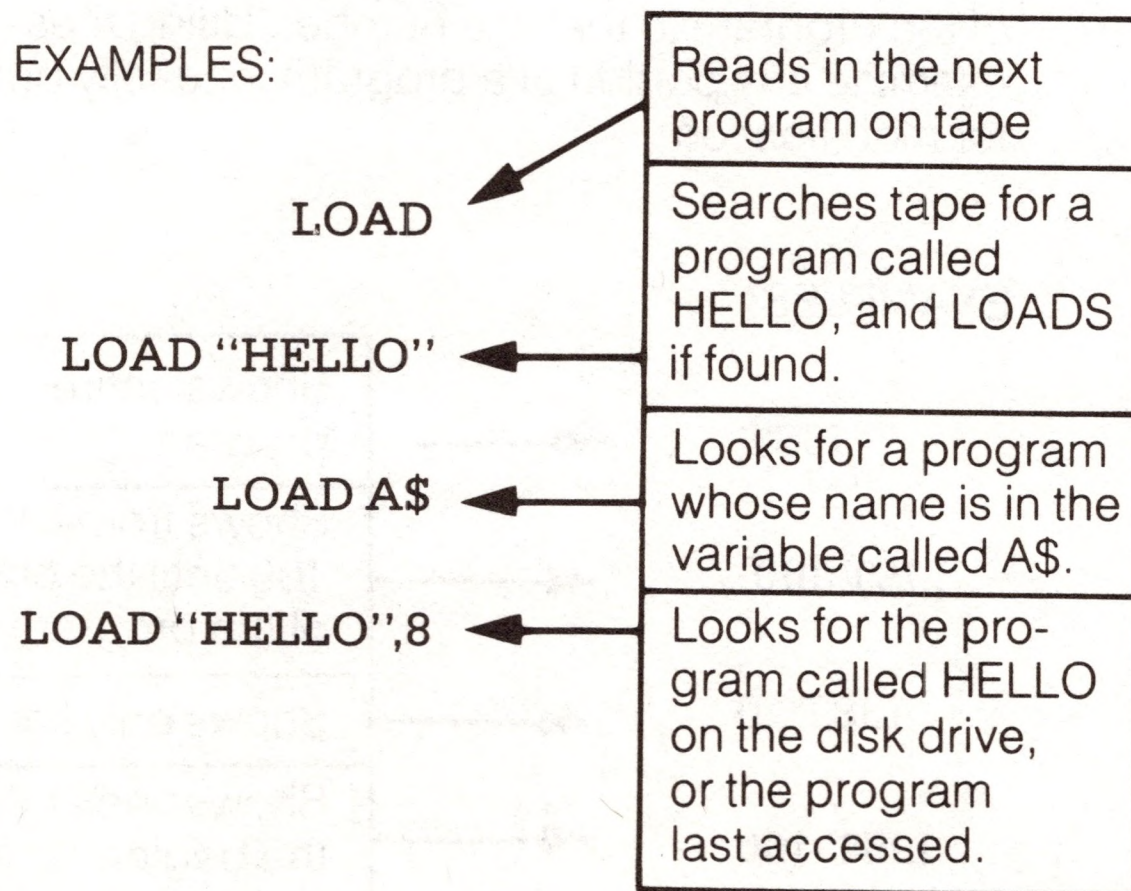 EXAMPLES:
LOAD
Reads in the next
program on tape
LOAD “HELLO”
Searches tape for a
program called
HELLO, and LOADS
if found.
LOAD A$
Looks for a program
whose name is in the
variable called A$.
LOAD “HELLO”,8
Looks for the pro-
gram called HELLO
on the disk drive,
or the program
last accessed.